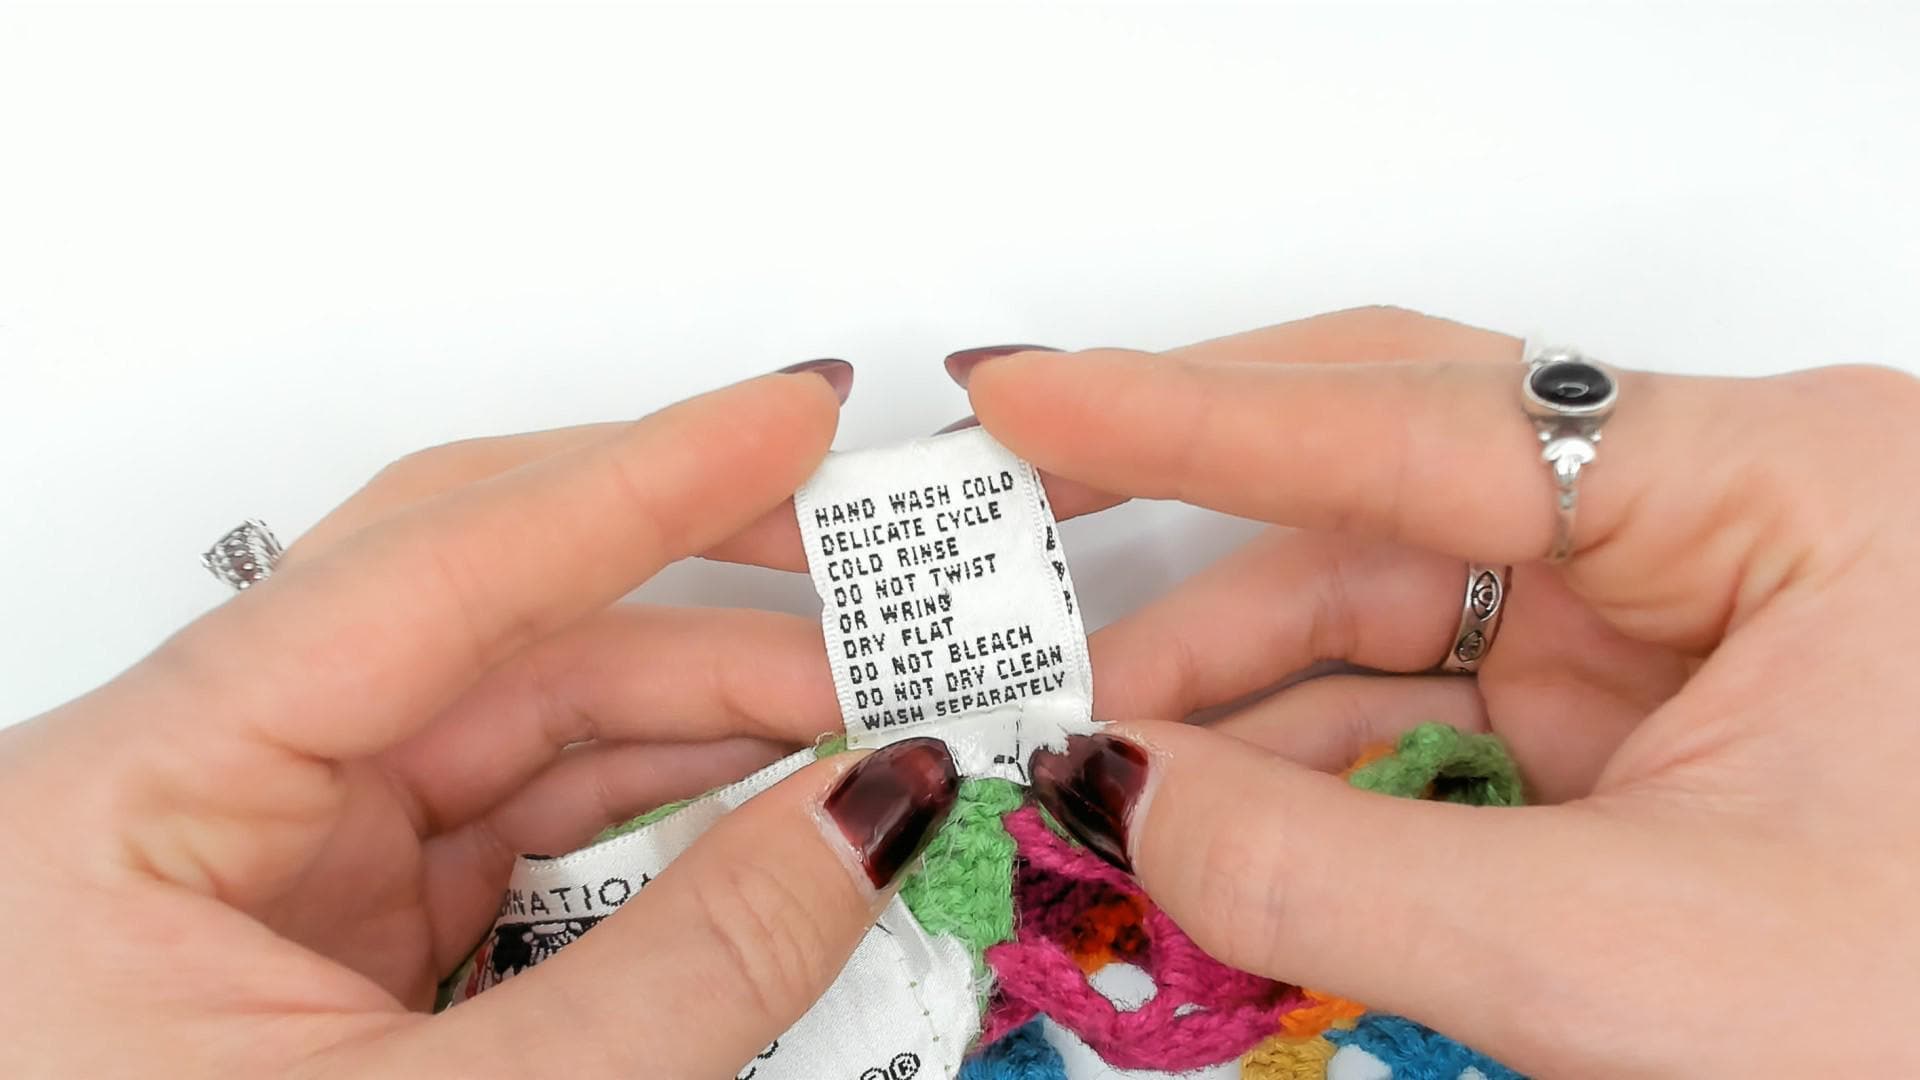 HAND WASH COLD
DELICATE CYCLE
COLD RINSE
DO NOT TWIST
OR WRING
DRY FLAT
DO NOT BLEACH
DO NOT DRY CLEAN
WASH SEPARATELY